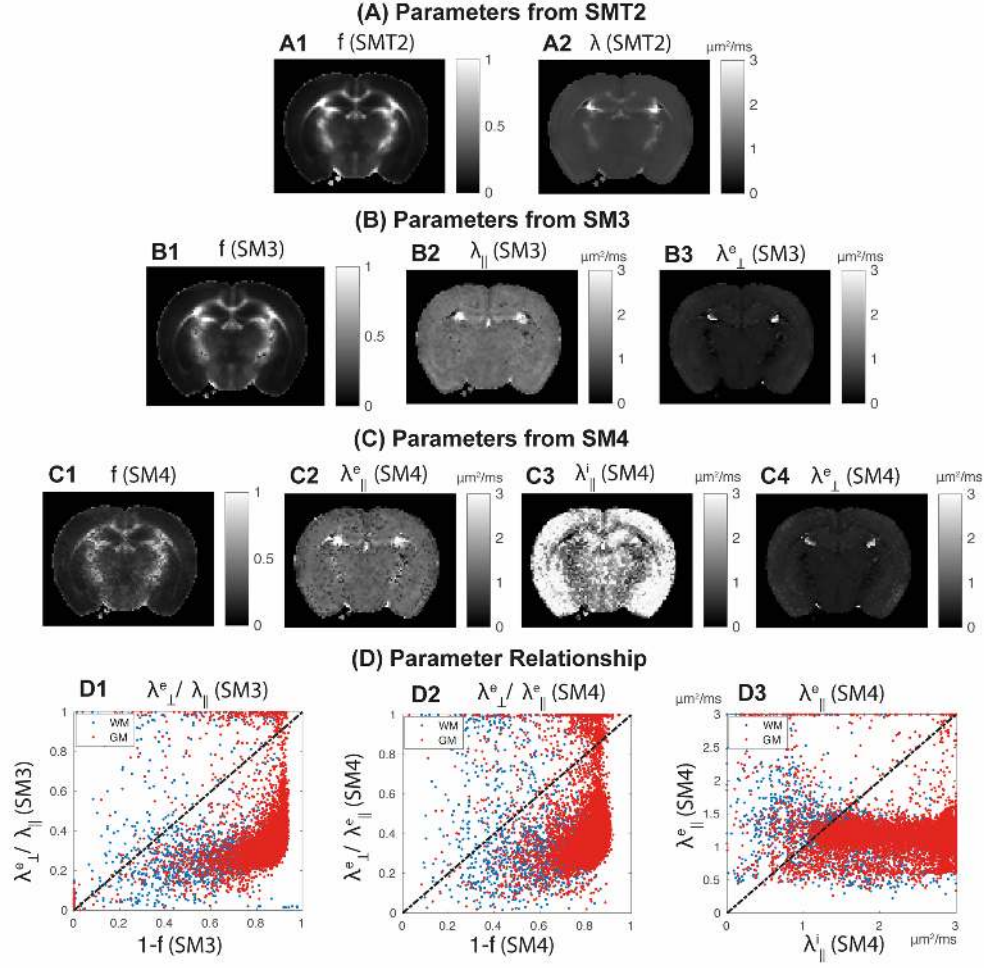 (A) Parameters from SMT2
A1 f (SMT2)
A2 λ (SMT2) μm²/ms
1
0.5
0
3
2
1
0
(B) Parameters from SM3
B1 f (SM3)
B2 λ|| (SM3) μm²/ms
B3 λᵉ⊥ (SM3) μm²/ms
1
0.5
0
3
2
1
0
3
2
1
0
(C) Parameters from SM4
C1 f (SM4)
C2 λᵉ|| (SM4) μm²/ms
C3 λⁱ|| (SM4) μm²/ms
C4 λᵉ⊥ (SM4) μm²/ms
1
0.5
0
3
2
1
0
3
2
1
0
3
2
1
0
(D) Parameter Relationship
D1 λᵉ⊥/ λ|| (SM3)
WM
GM
λᵉ⊥/ λ|| (SM3)
1
0.8
0.6
0.4
0.2
0
0 0.2 0.4 0.6 0.8 1
1-f (SM3)
D2 λᵉ⊥/ λᵉ|| (SM4)
WM
GM
λᵉ⊥/ λᵉ|| (SM4)
1
0.8
0.6
0.4
0.2
0
0 0.2 0.4 0.6 0.8 1
1-f (SM4)
μm²/ms D3 λᵉ|| (SM4)
WM
GM
λᵉ|| (SM4)
3
2.5
2
1.5
1
0.5
0
0 1 2 3
λⁱ|| (SM4) μm²/ms